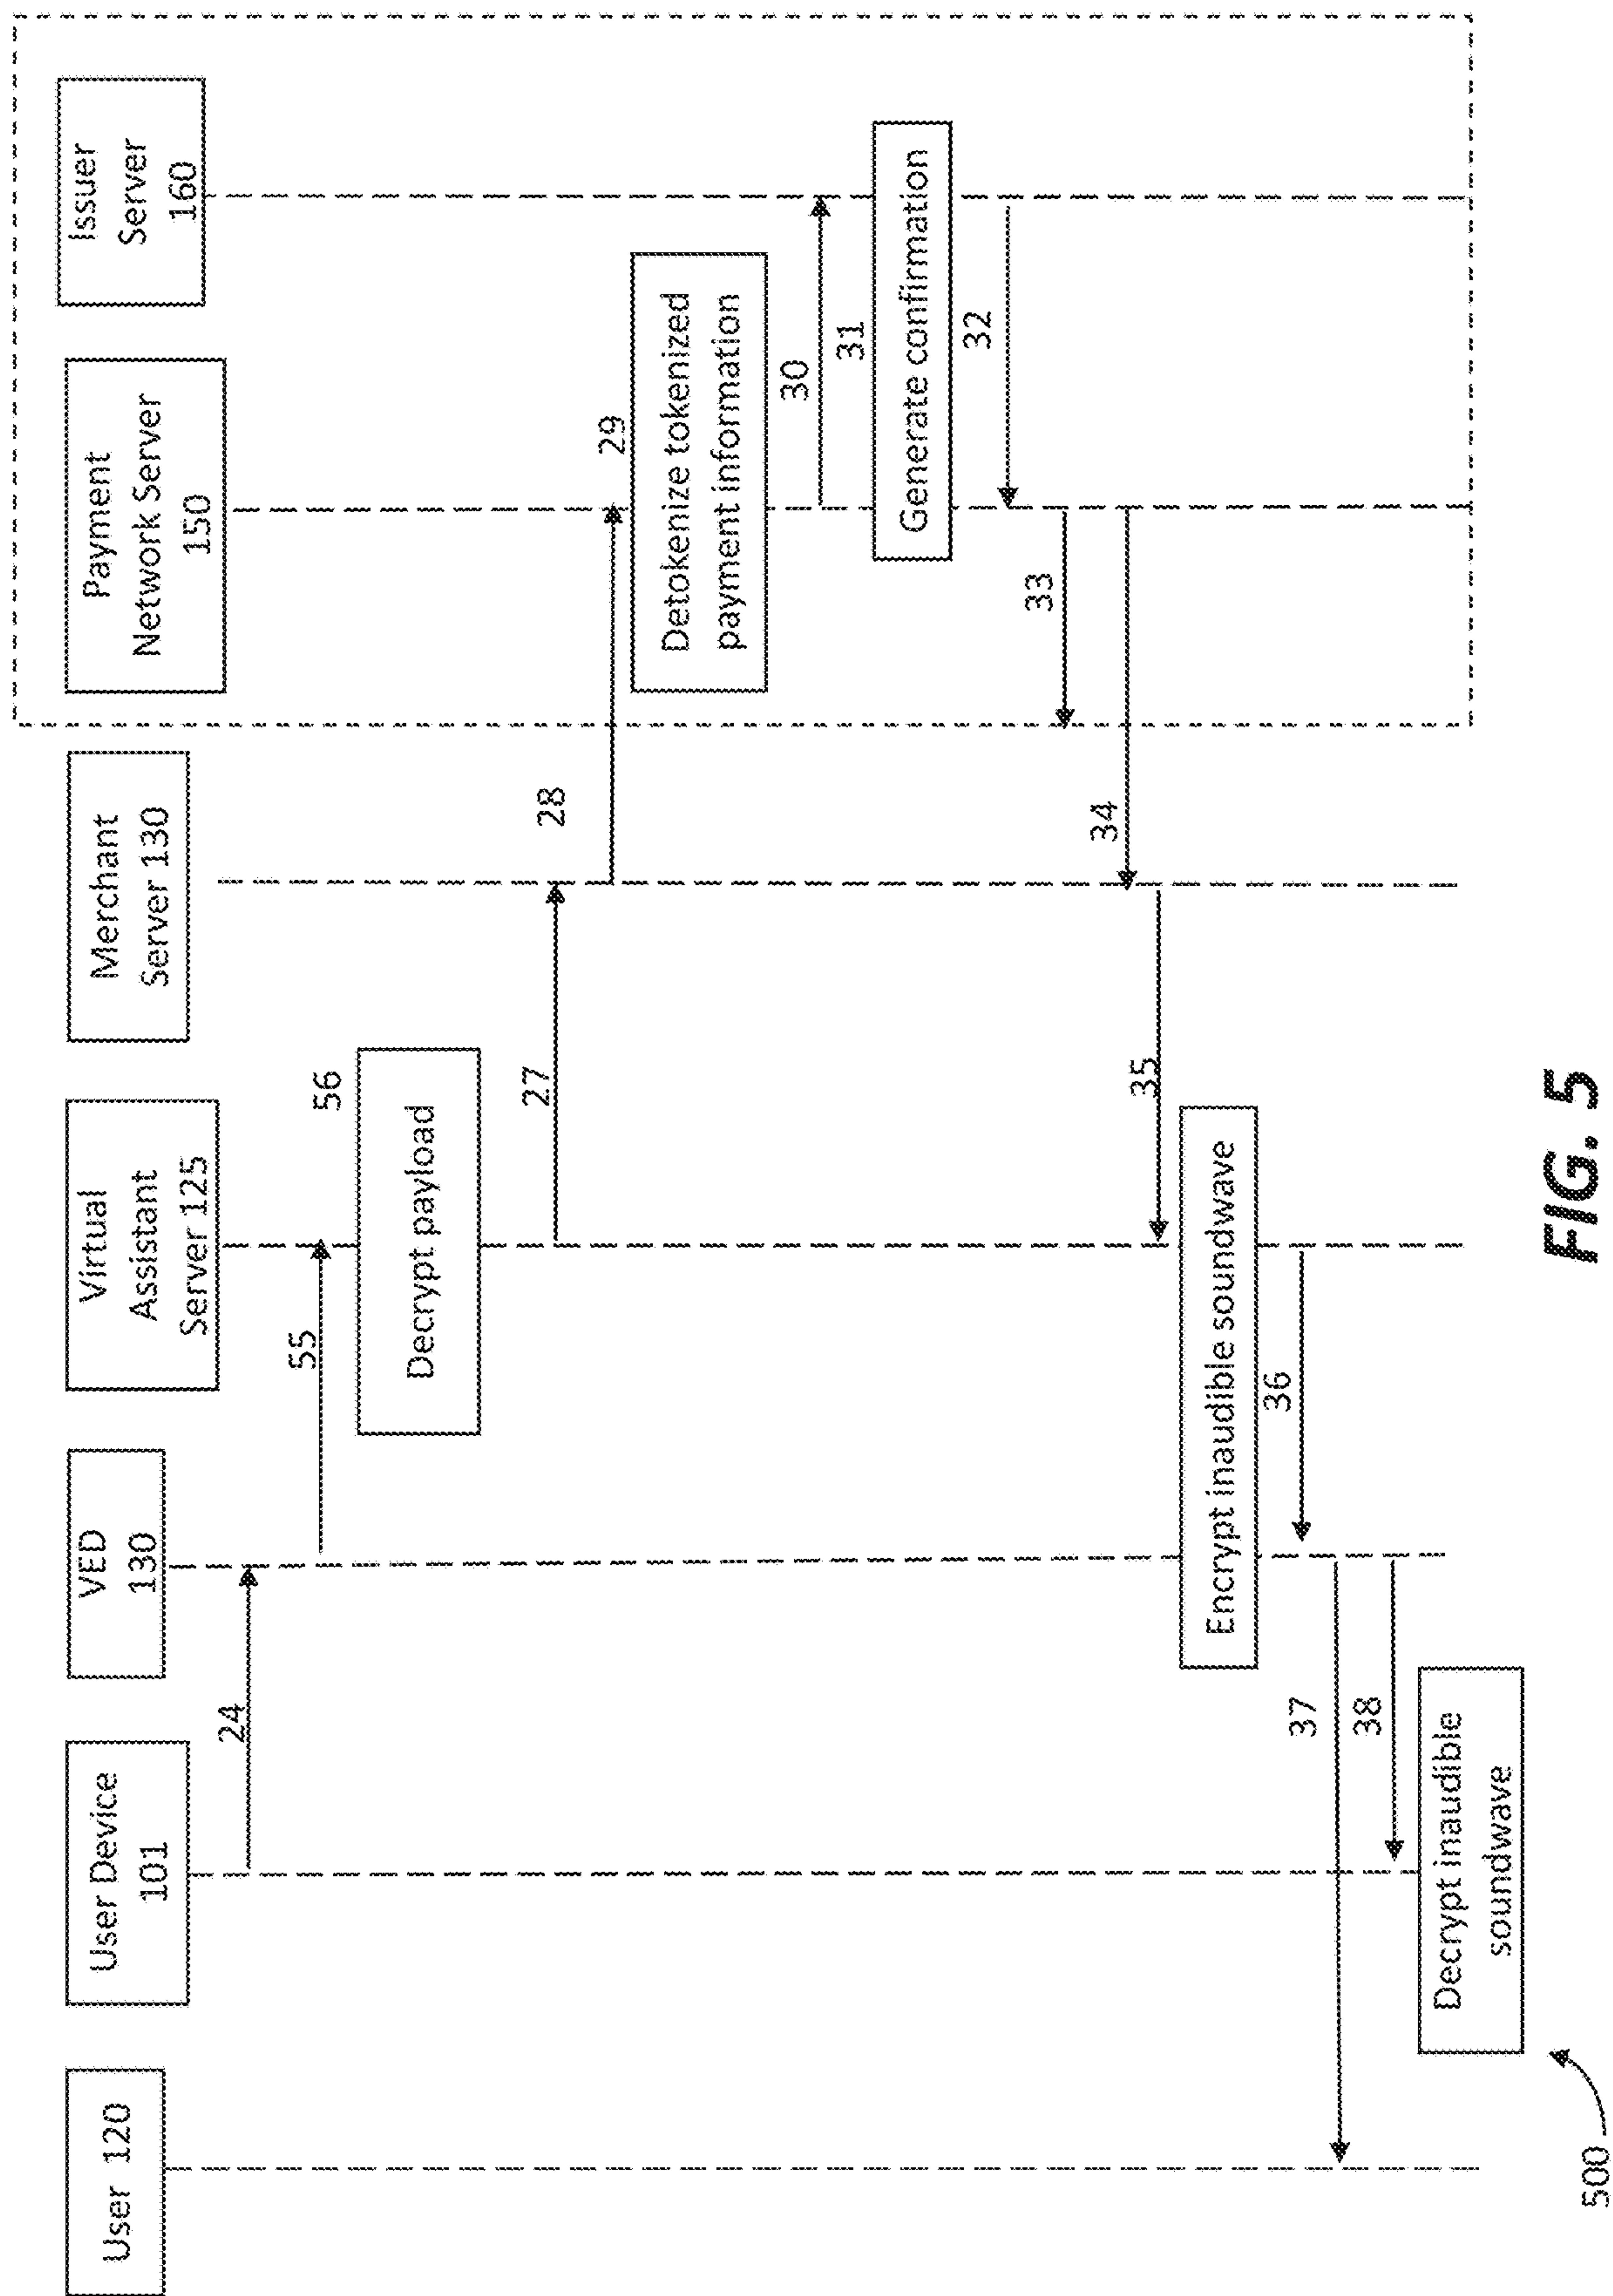 User 120
User Device
101
VED
130
Virtual
Assistant
Server 125
Merchant
Server 130
Payment
Network Server
150
Issuer
Server
160
24
55
56
Decrypt payload
27
28
29
Detokenize tokenized
payment information
30
31
Generate confirmation
32
33
34
35
Encrypt inaudible soundwave
36
37
38
Decrypt inaudible
soundwave
500
FIG. 5